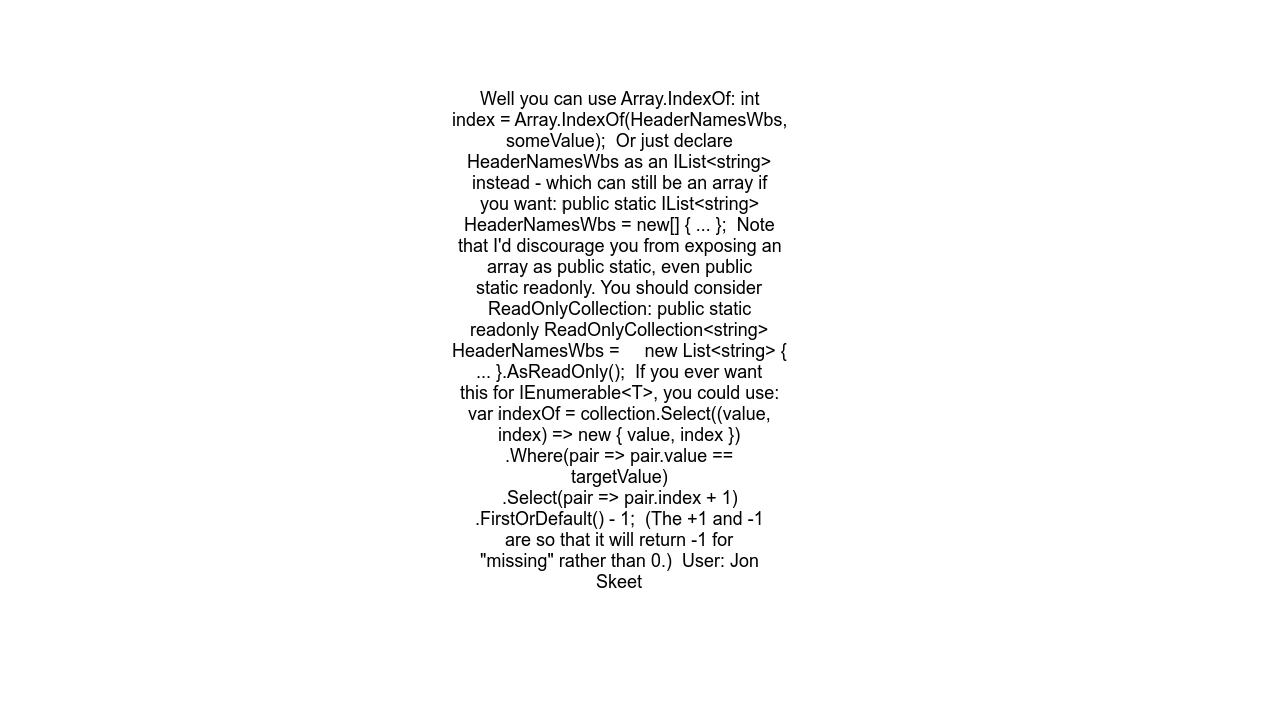 Well you can use Array.IndexOf: int
index = Array.IndexOf(HeaderNamesWbs,
someValue);  Or just declare
HeaderNamesWbs as an IList<string>
instead - which can still be an array if
you want: public static IList<string>
HeaderNamesWbs = new[] { ... };  Note
that I'd discourage you from exposing an
array as public static, even public
static readonly. You should consider
ReadOnlyCollection: public static
readonly ReadOnlyCollection<string>
HeaderNamesWbs =     new List<string> {
... }.AsReadOnly();  If you ever want
this for IEnumerable<T>, you could use:
var indexOf = collection.Select((value,
index) => new { value, index })
.Where(pair => pair.value ==
targetValue)
.Select(pair => pair.index + 1)
.FirstOrDefault() - 1;  (The +1 and -1
are so that it will return -1 for
"missing" rather than 0.)  User: Jon
Skeet